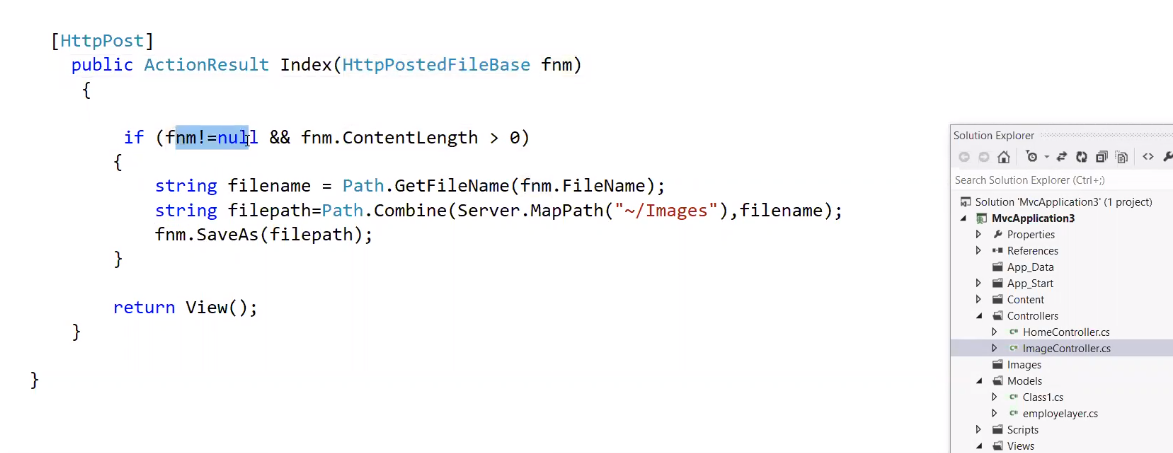 [HttpPost]
public ActionResult Index(HttpPostedFileBase fnm)
{
if (fnm!=null && fnm.ContentLength > 0)
{
string filename = Path.GetFileName(fnm.FileName);
string filepath=Path.Combine(Server.MapPath("~/Images"),filename);
fnm.SaveAs(filepath);
}
return View();
}
}
Solution Explorer
Search Solution Explorer (Ctrl+;)
Solution 'MvcApplication3' (1 project)
MvcApplication3
Properties
References
App_Data
App_Start
Content
Controllers
HomeController.cs
ImageController.cs
Images
Models
Class1.cs
employelayer.cs
Scripts
Views